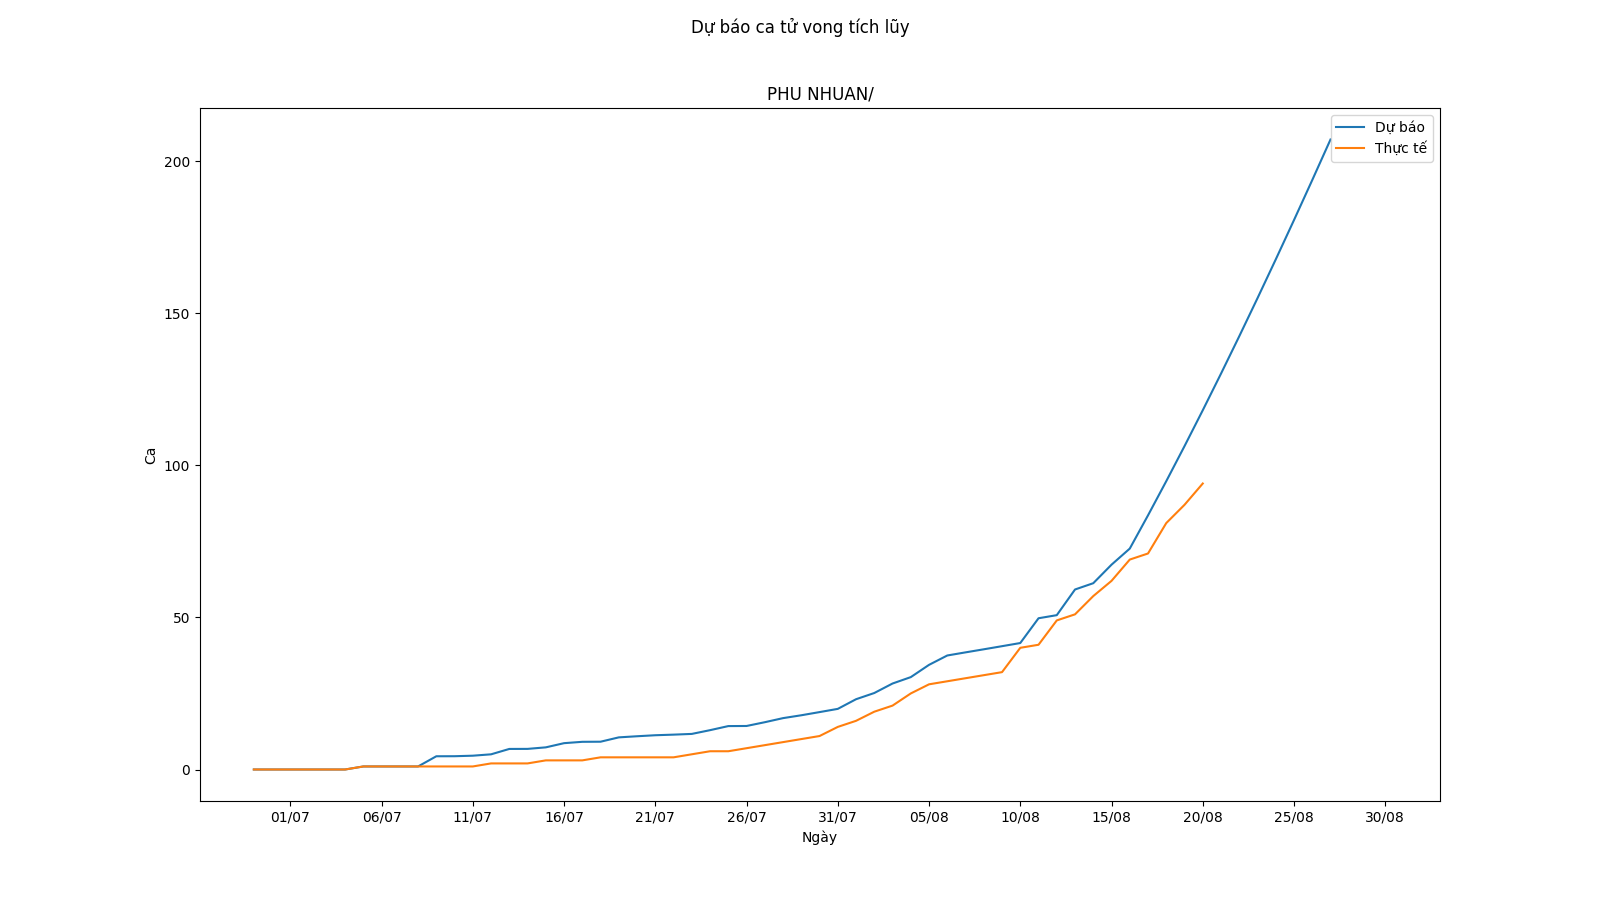 Dự báo ca tử vong tích lũy
PHU NHUAN/
Dự báo
Thực tế
200
150
100
50
0
Ca
01/07 06/07 11/07 16/07 21/07 26/07 31/07 05/08 10/08 15/08 20/08 25/08 30/08
Ngày